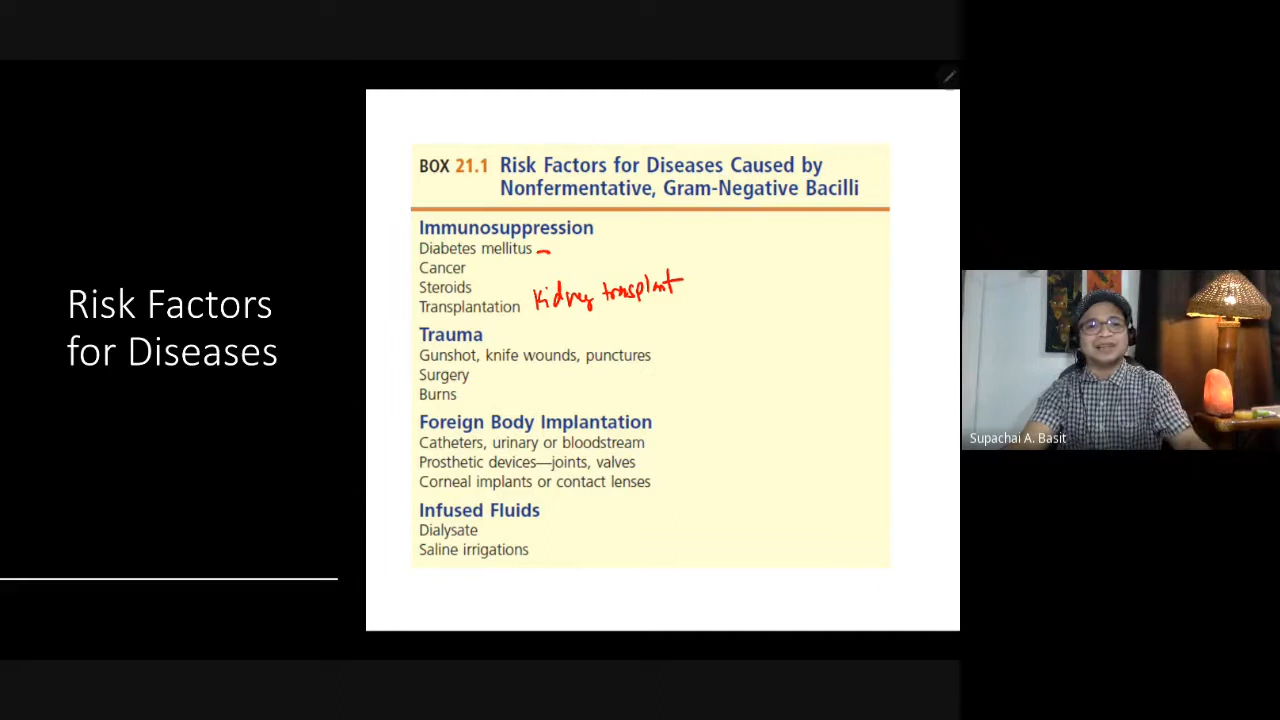 Risk Factors
for Diseases
BOX 21.1 Risk Factors for Diseases Caused by
Nonfermentative, Gram-Negative Bacilli
Immunosuppression
Diabetes mellitus
Cancer
Steroids
Transplantation Kidney transplant
Trauma
Gunshot, knife wounds, punctures
Surgery
Burns
Foreign Body Implantation
Catheters, urinary or bloodstream
Prosthetic devices—joints, valves
Corneal implants or contact lenses
Infused Fluids
Dialysate
Saline irrigations
Supachai A. Basit